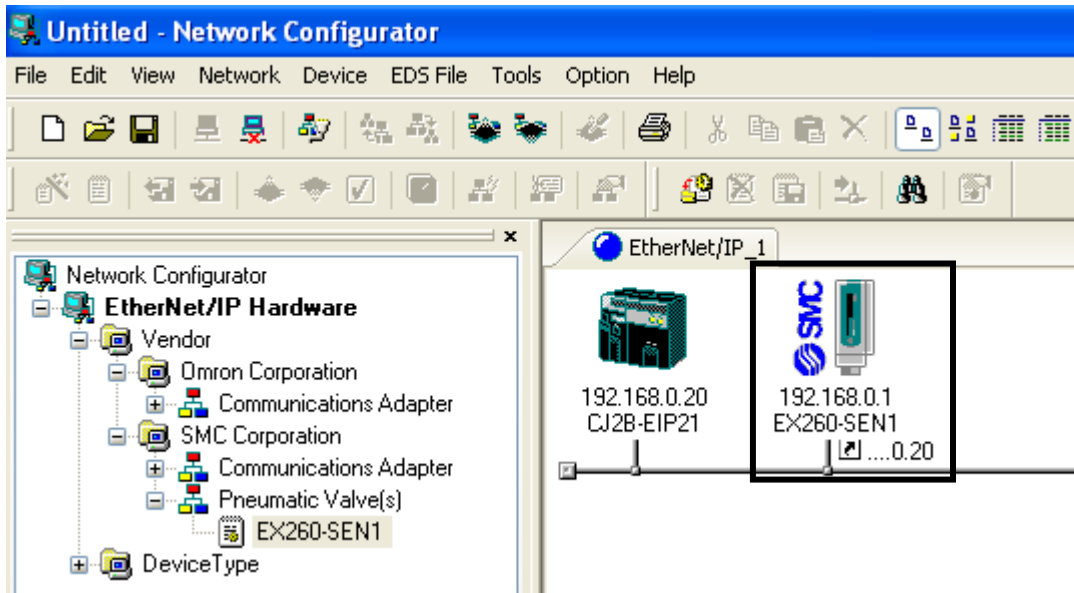 Untitled - Network Configurator
File Edit View Network Device EDS File Tools Option Help
Network Configurator
EtherNet/IP Hardware
Vendor
Omron Corporation
Communications Adapter
SMC Corporation
Communications Adapter
Pneumatic Valve(s)
EX260-SEN1
DeviceType
EtherNet/IP_1
SMC
192.168.0.20
CJ2B-EIP21
192.168.0.1
EX260-SEN1
....0.20